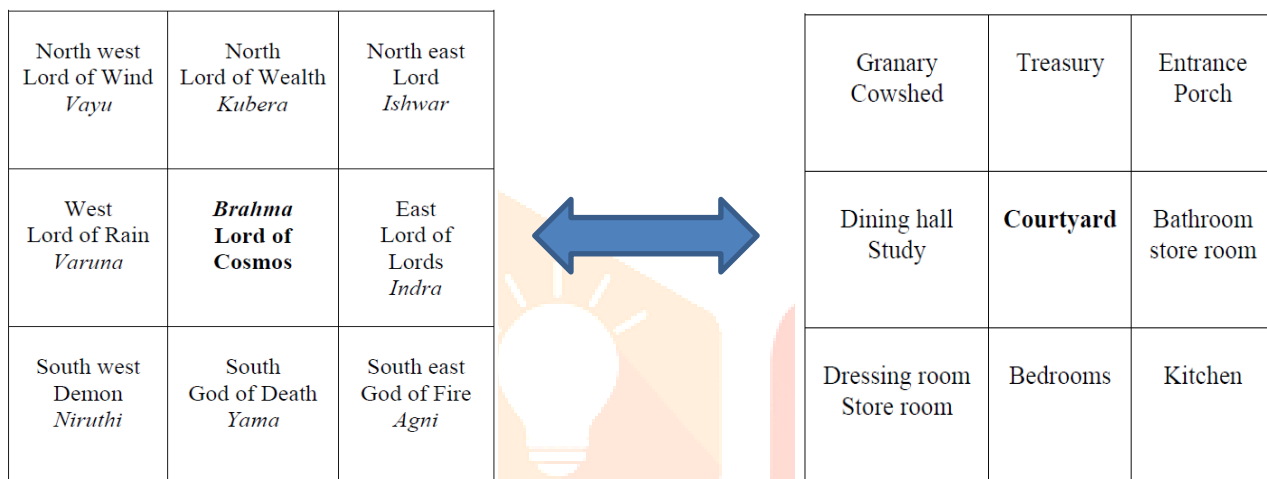 North west
Lord of Wind
Vayu
North
Lord of Wealth
Kubera
North east
Lord
Ishwar
West
Lord of Rain
Varuna
Brahma
Lord of
Cosmos
East
Lord of
Lords
Indra
South west
Demon
Niruthi
South
God of Death
Yama
South east
God of Fire
Agni
Granary
Cowshed
Treasury
Entrance
Porch
Dining hall
Study
Courtyard
Bathroom
store room
Dressing room
Store room
Bedrooms
Kitchen